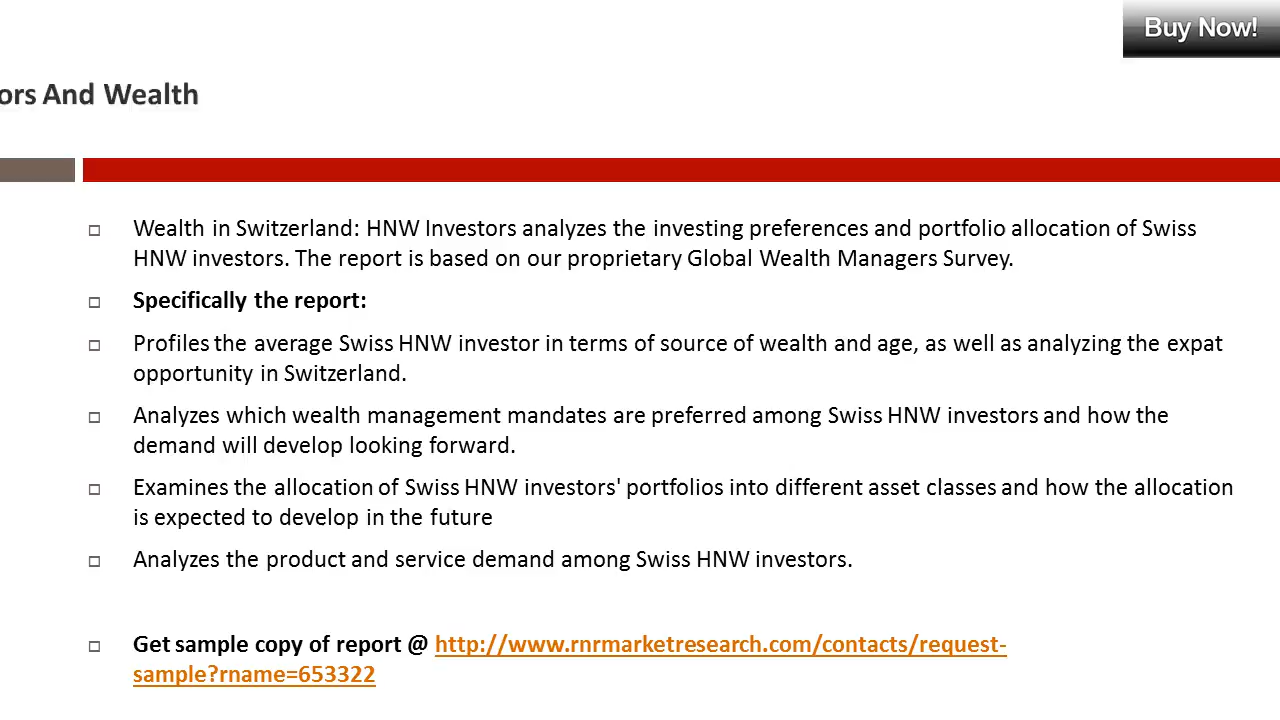 Buy Now!
ors And Wealth
Wealth in Switzerland: HNW Investors analyzes the investing preferences and portfolio allocation of Swiss
HNW investors. The report is based on our proprietary Global Wealth Managers Survey.
Specifically the report:
Profiles the average Swiss HNW investor in terms of source of wealth and age, as well as analyzing the expat
opportunity in Switzerland.
Analyzes which wealth management mandates are preferred among Swiss HNW investors and how the
demand will develop looking forward.
Examines the allocation of Swiss HNW investors' portfolios into different asset classes and how the allocation
is expected to develop in the future
Analyzes the product and service demand among Swiss HNW investors.
Get sample copy of report @ http://www.rnrmarketresearch.com/contacts/request-
sample?rname=653322